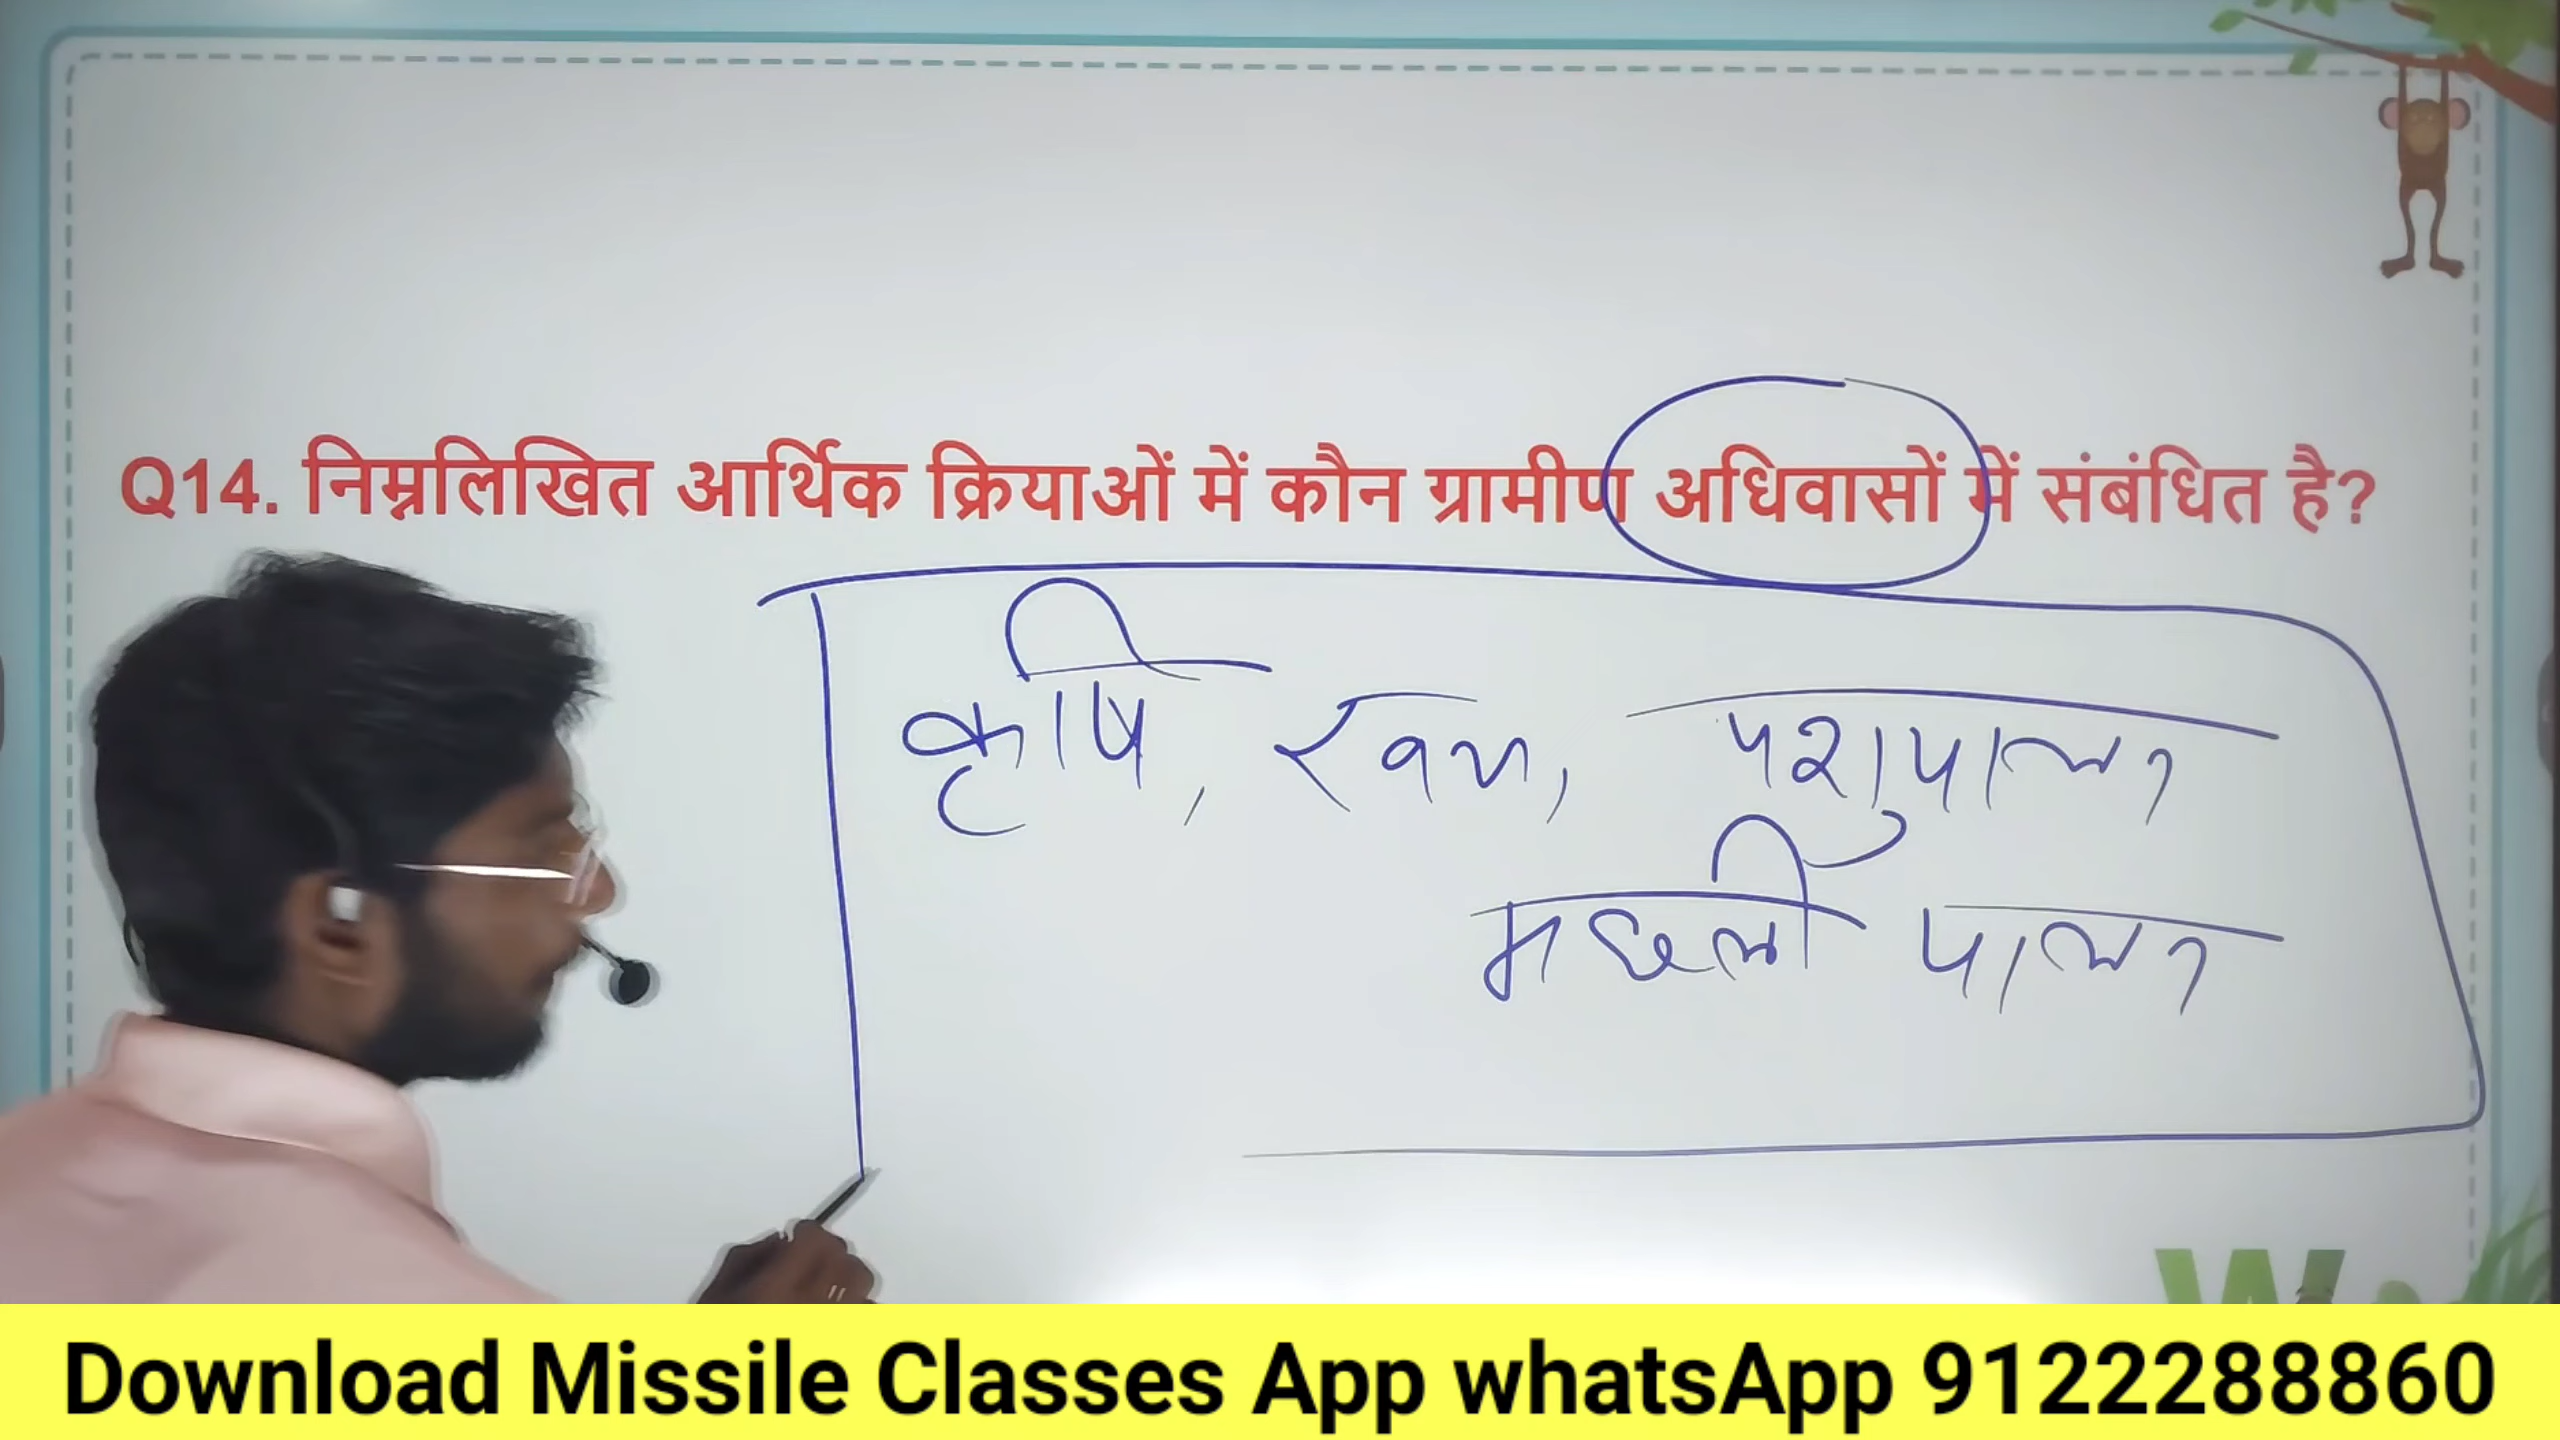 Q14. निम्नलिखित आर्थिक क्रियाओं में कौन ग्रामीण अधिवासों में संबंधित है?
कृषि, खनन, पशुपालन
मछली पालन
Download Missile Classes App whatsApp 9122288860